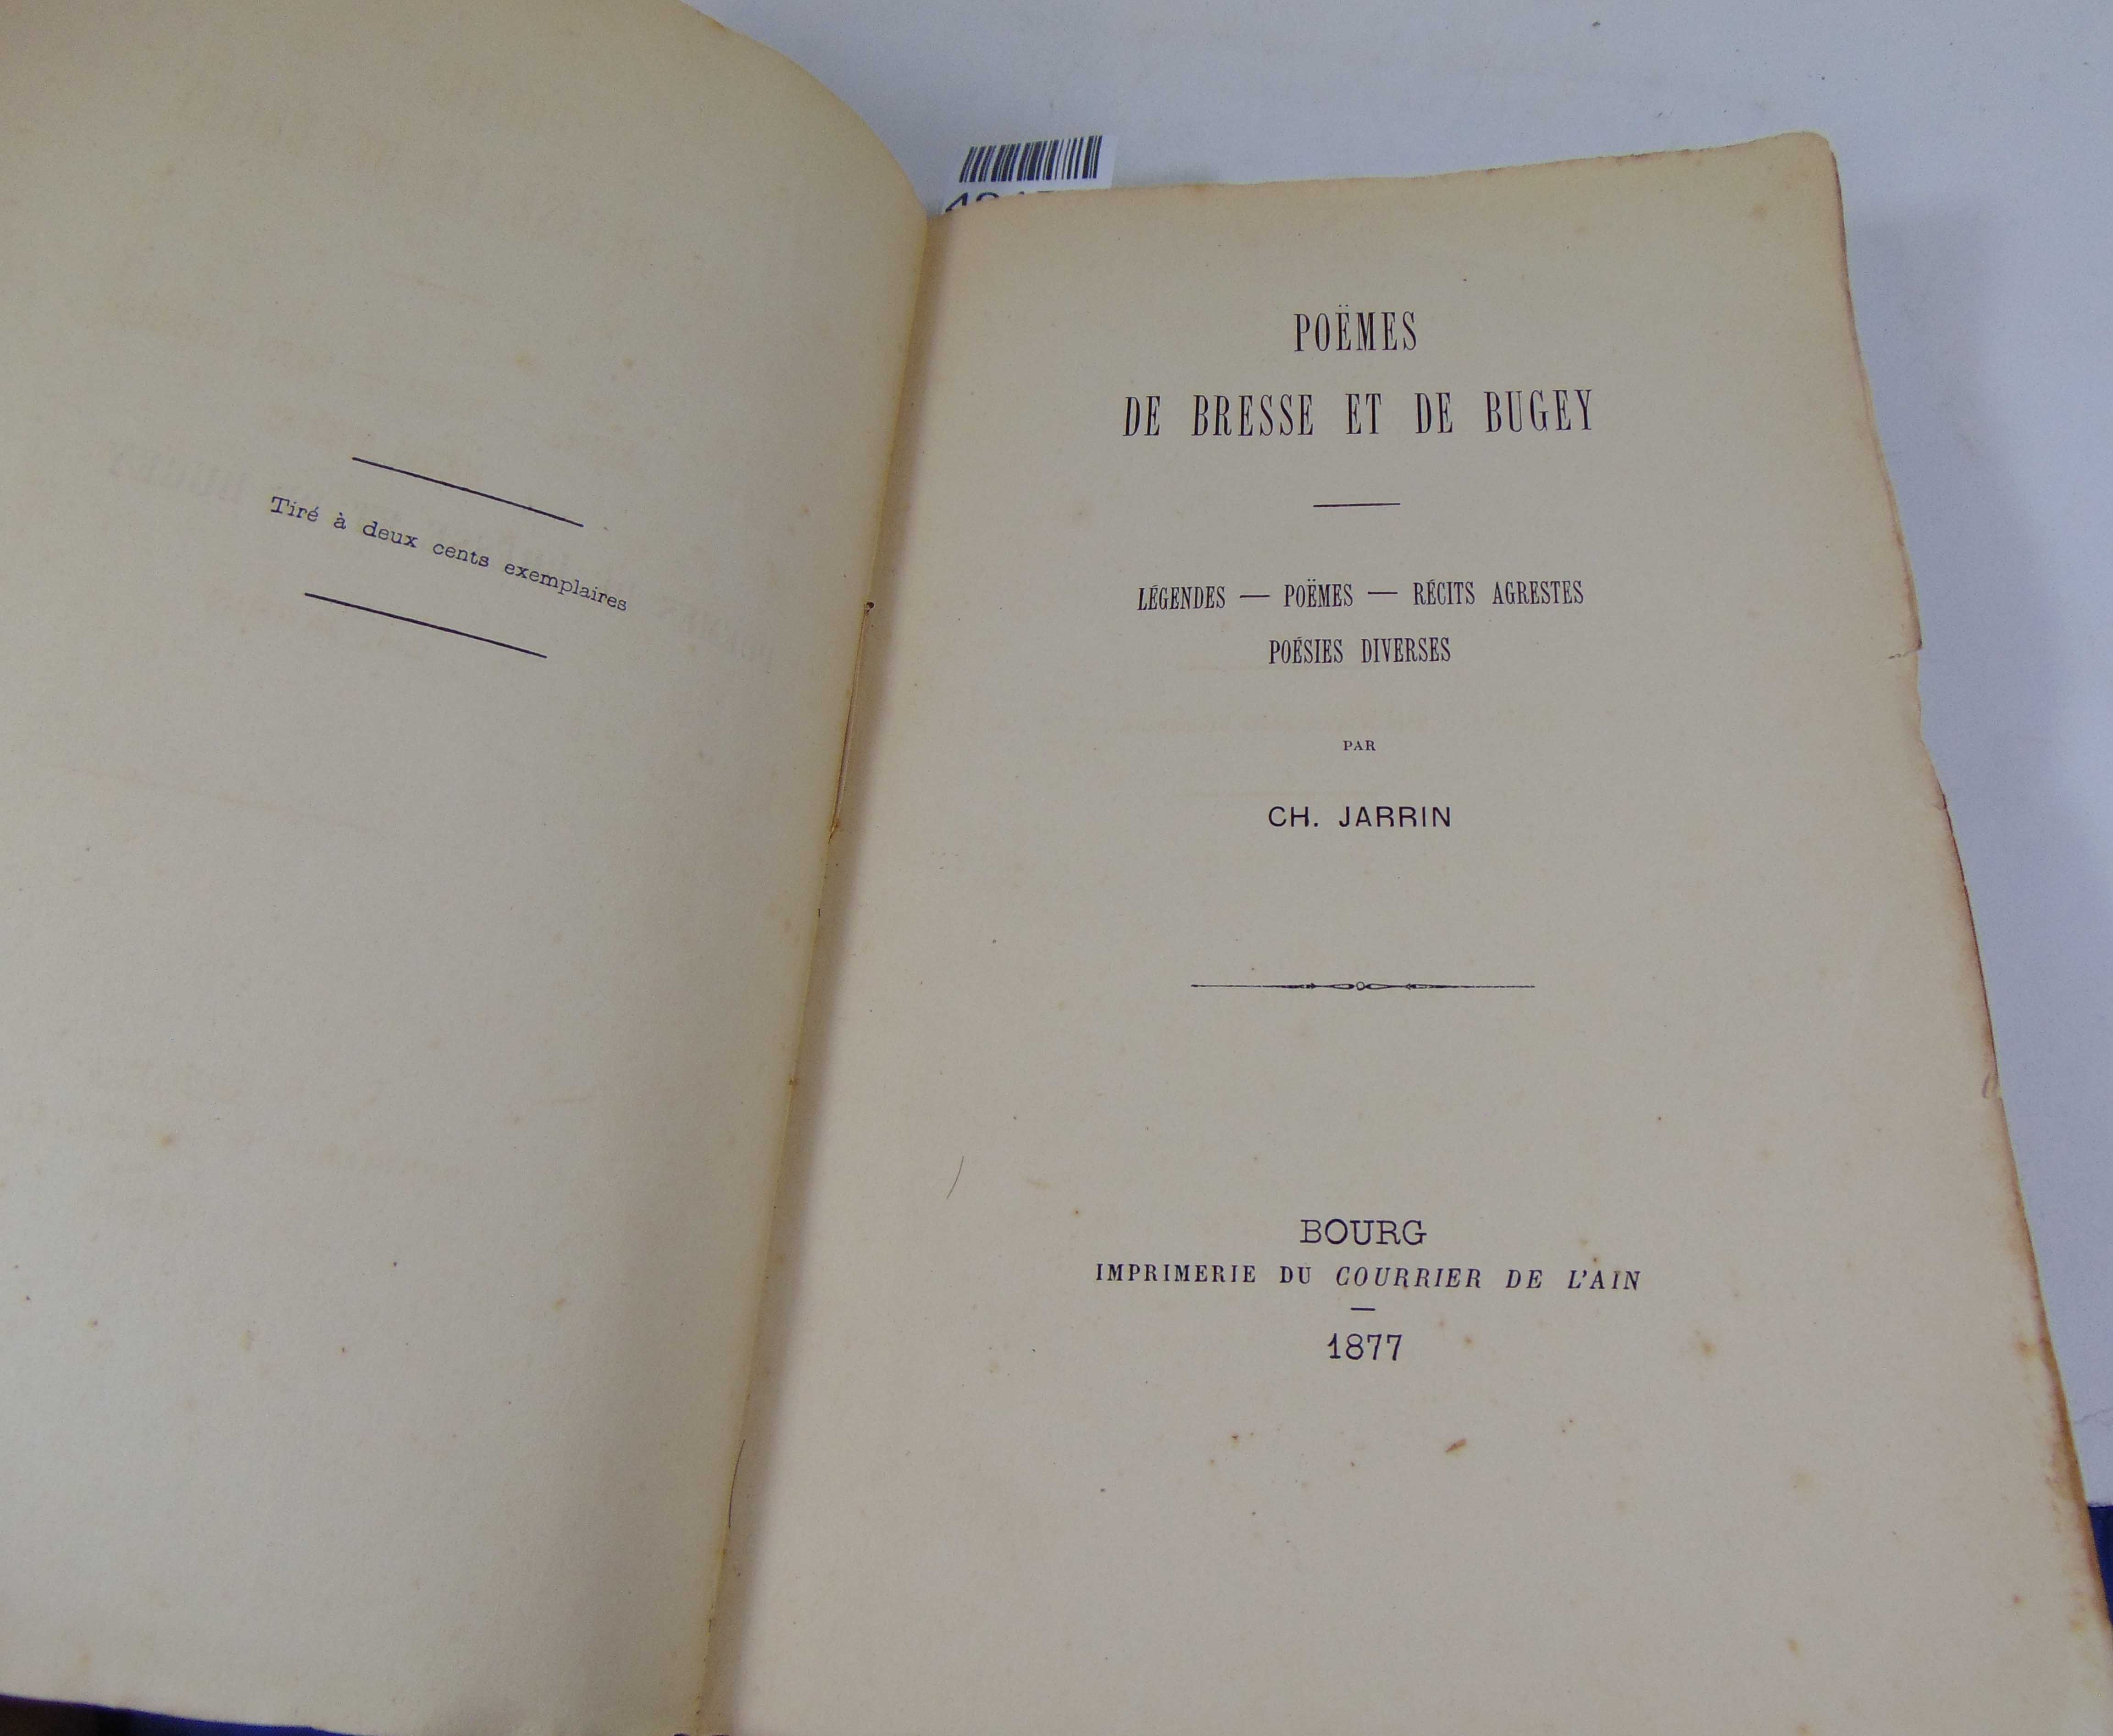 Tiré à deux cents exemplaires
POËMES
DE BRESSE ET DE BUGEY
LÉGENDES — POËMES — RÉCITS AGRESTES
POÉSIES DIVERSES
PAR
CH. JARRIN
BOURG
IMPRIMERIE DU COURRIER DE L'AIN
1877